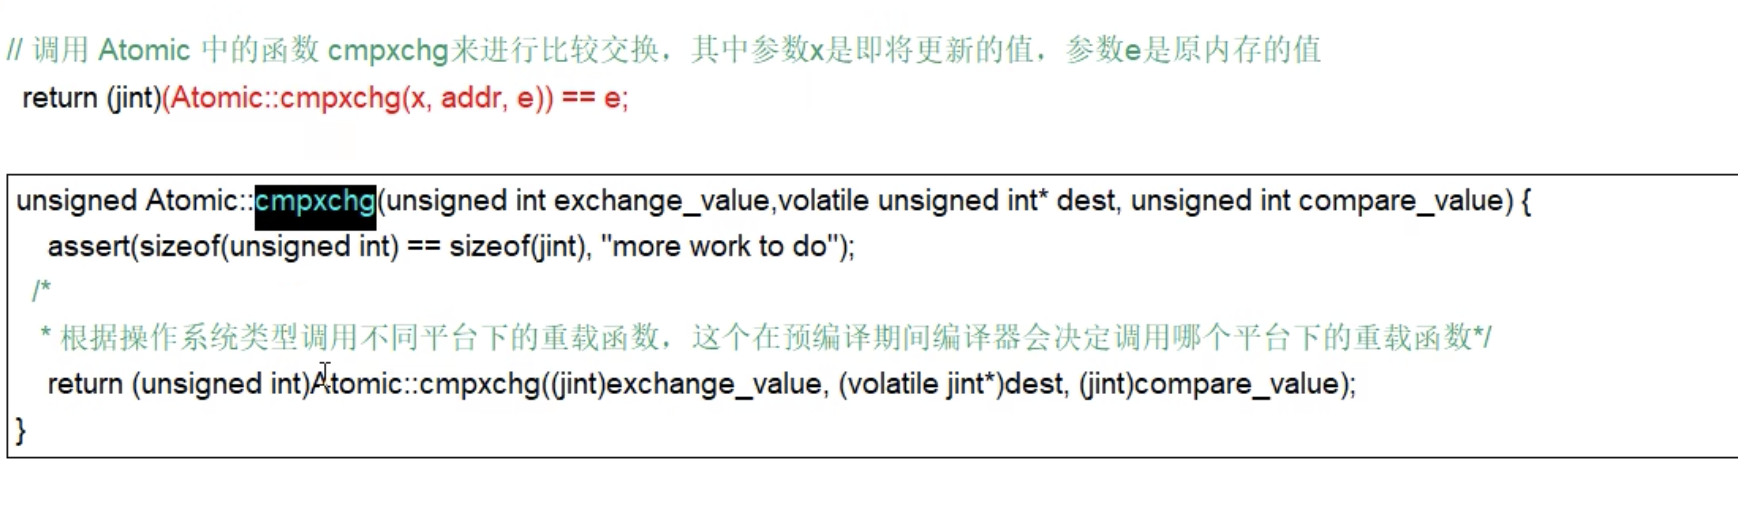 // 调用 Atomic 中的函数 cmpxchg来进行比较交换，其中参数x是即将更新的值，参数e是原内存的值
return (jint)(Atomic::cmpxchg(x, addr, e)) == e;
unsigned Atomic::cmpxchg(unsigned int exchange_value,volatile unsigned int* dest, unsigned int compare_value) {
assert(sizeof(unsigned int) == sizeof(jint), "more work to do");
/*
* 根据操作系统类型调用不同平台下的重载函数，这个在预编译期间编译器会决定调用哪个平台下的重载函数*/
return (unsigned int)Atomic::cmpxchg((jint)exchange_value, (volatile jint*)dest, (jint)compare_value);
}